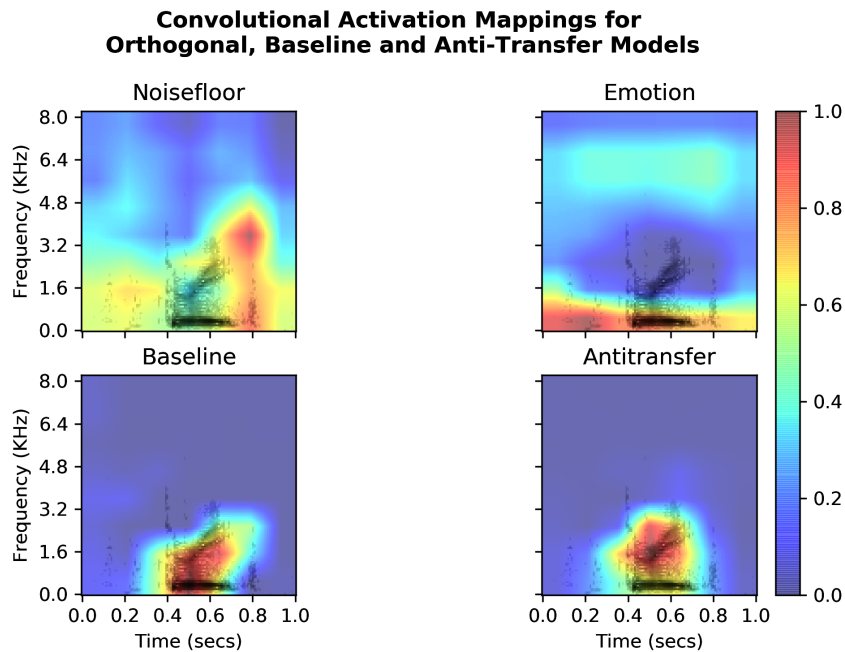 Convolutional Activation Mappings for
Orthogonal, Baseline and Anti-Transfer Models
Noisefloor
Emotion
8.0
6.4
4.8
3.2
1.6
0.0
Frequency (KHz)
1.0
0.8
0.6
0.4
0.2
0.0
Baseline
Antitransfer
8.0
6.4
4.8
3.2
1.6
0.0
Frequency (KHz)
0.0 0.2 0.4 0.6 0.8 1.0
0.0 0.2 0.4 0.6 0.8 1.0
Time (secs)
Time (secs)